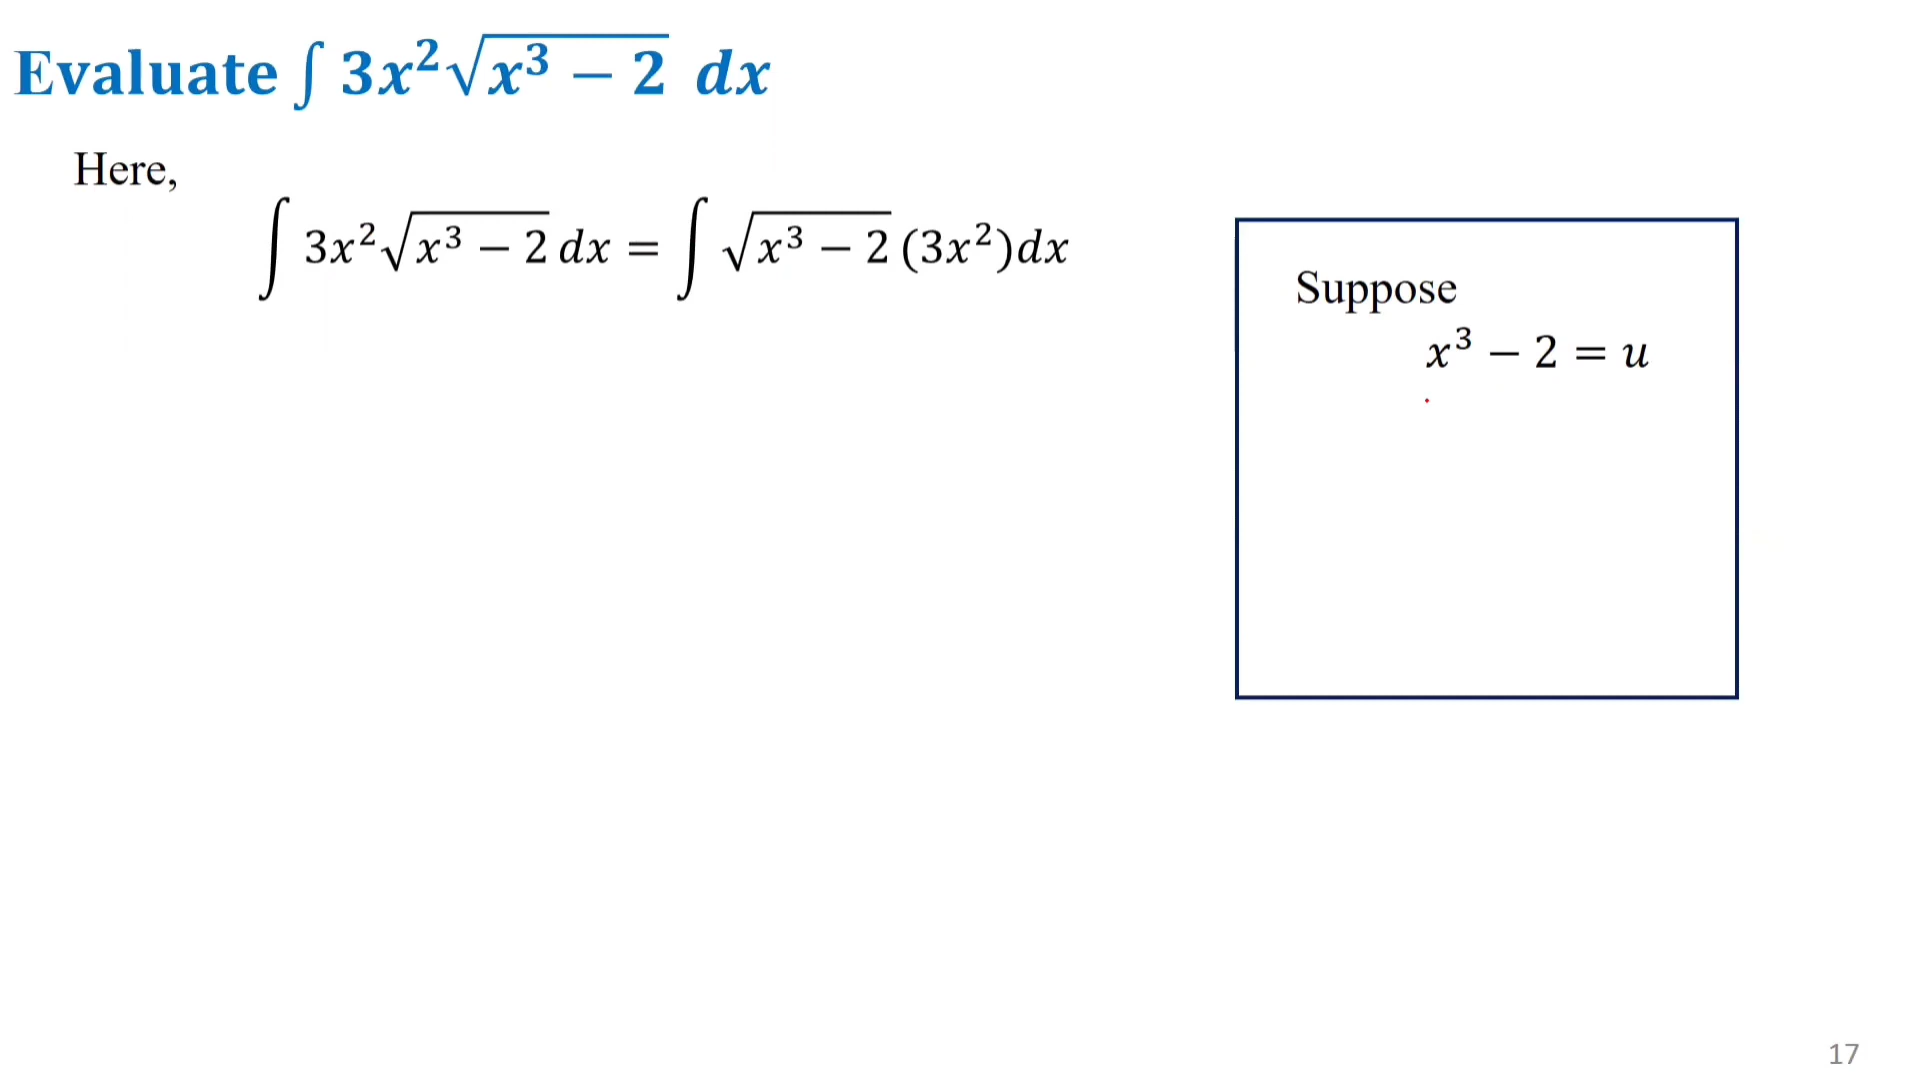 Evaluate ∫ 3x²√(x³ − 2) dx
Here,
∫ 3x²√(x³ − 2) dx = ∫ √(x³ − 2) (3x²)dx
Suppose
x³ − 2 = u
17